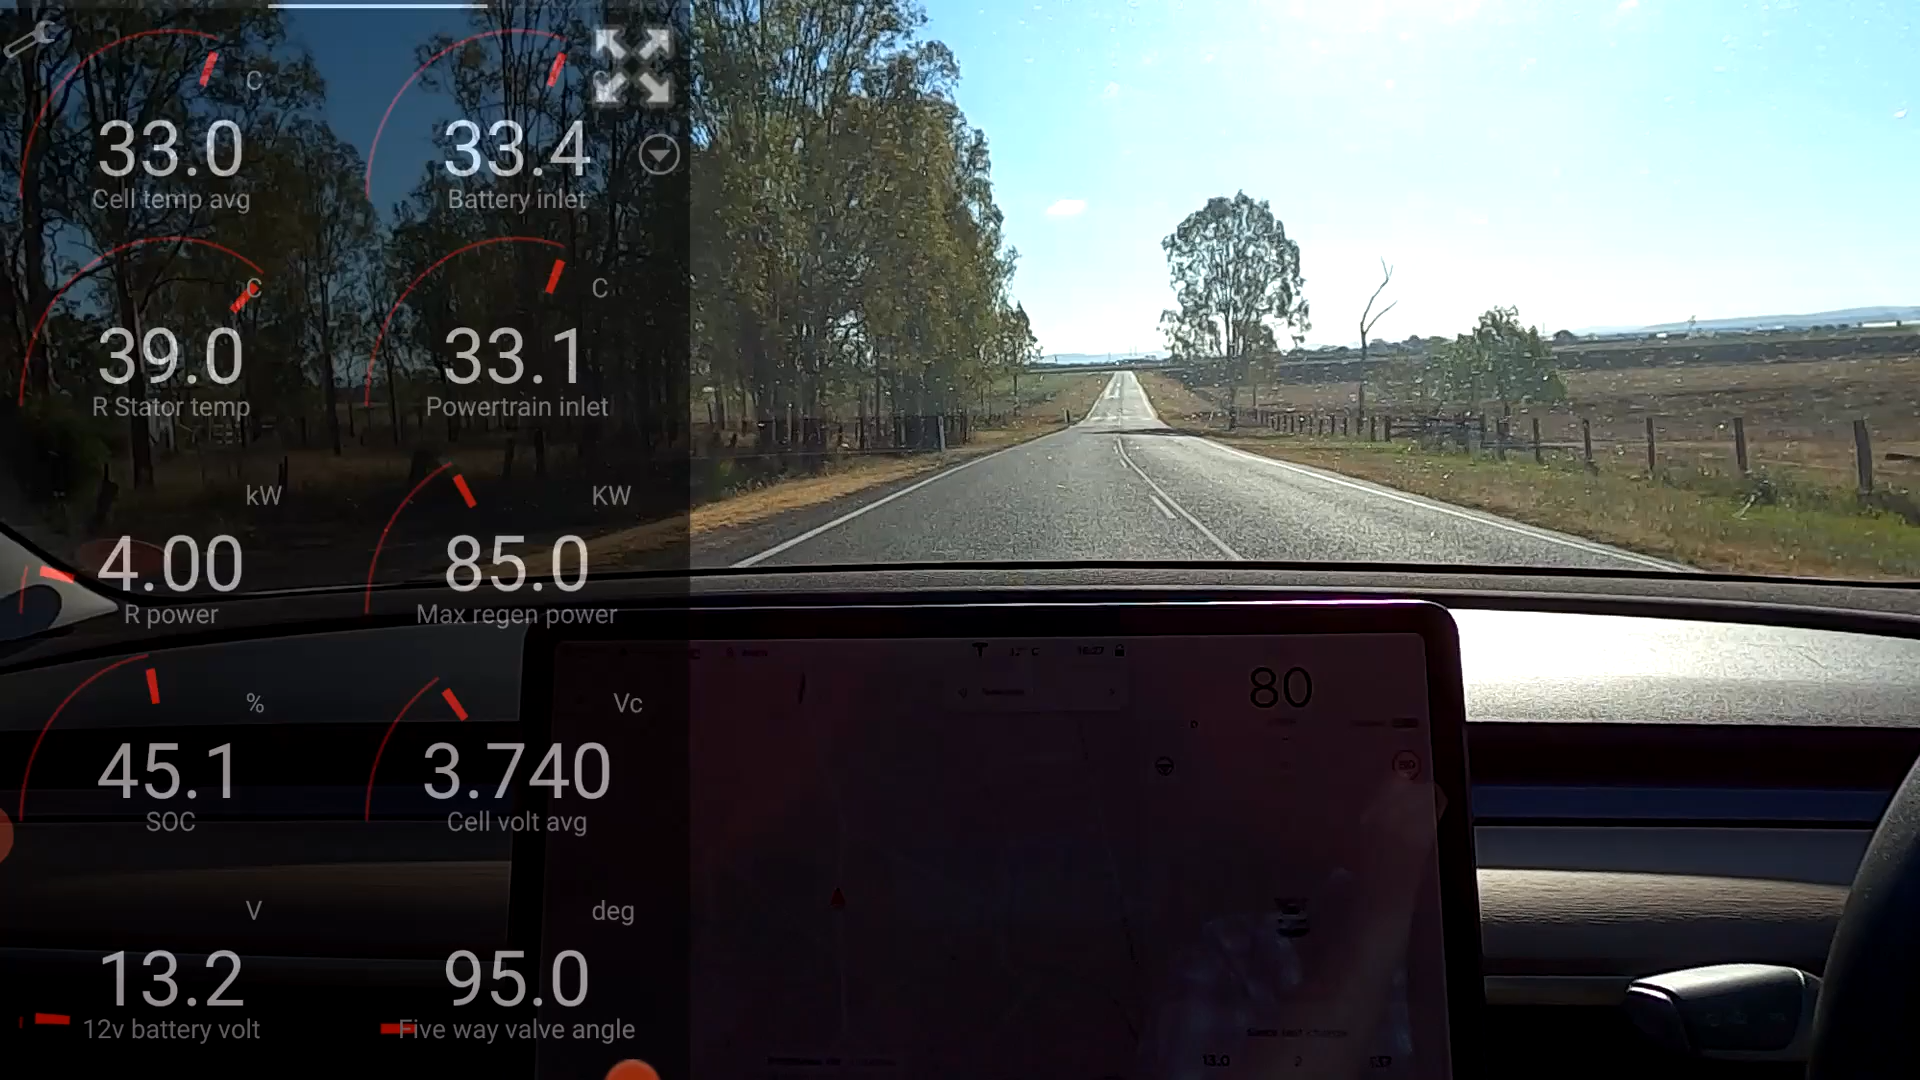 C
33.0
Cell temp avg
C
33.4
Battery inlet
C
39.0
R Stator temp
C
33.1
Powertrain inlet
kW
4.00
R power
KW
85.0
Max regen power
%
45.1
SOC
Vc
3.740
Cell volt avg
V
13.2
12v battery volt
deg
95.0
Five way valve angle
80
13.0